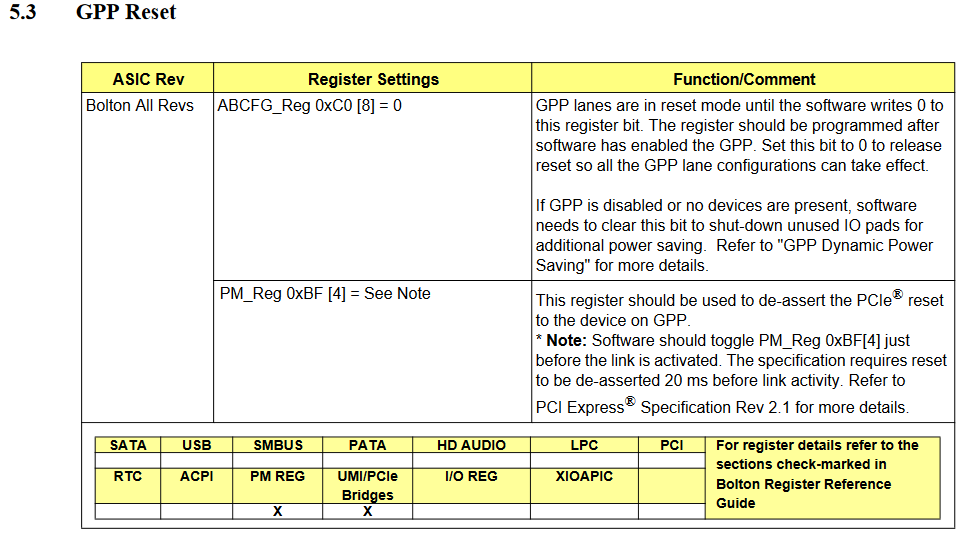 5.3 GPP Reset
ASIC Rev Register Settings Function/Comment
Bolton All Revs ABCFG_Reg 0xC0 [8] = 0 GPP lanes are in reset mode until the software writes 0 to
this register bit. The register should be programmed after
software has enabled the GPP. Set this bit to 0 to release
reset so all the GPP lane configurations can take effect.
If GPP is disabled or no devices are present, software
needs to clear this bit to shut-down unused IO pads for
additional power saving. Refer to "GPP Dynamic Power
Saving" for more details.
PM_Reg 0xBF [4] = See Note This register should be used to de-assert the PCIe® reset
to the device on GPP.
* Note: Software should toggle PM_Reg 0xBF[4] just
before the link is activated. The specification requires reset
to be de-asserted 20 ms before link activity. Refer to
PCI Express® Specification Rev 2.1 for more details.
SATA USB SMBUS PATA HD AUDIO LPC PCI For register details refer to the
sections check-marked in
RTC ACPI PM REG UMI/PCIe I/O REG XIOAPIC Bolton Register Reference
Bridges Guide
X X